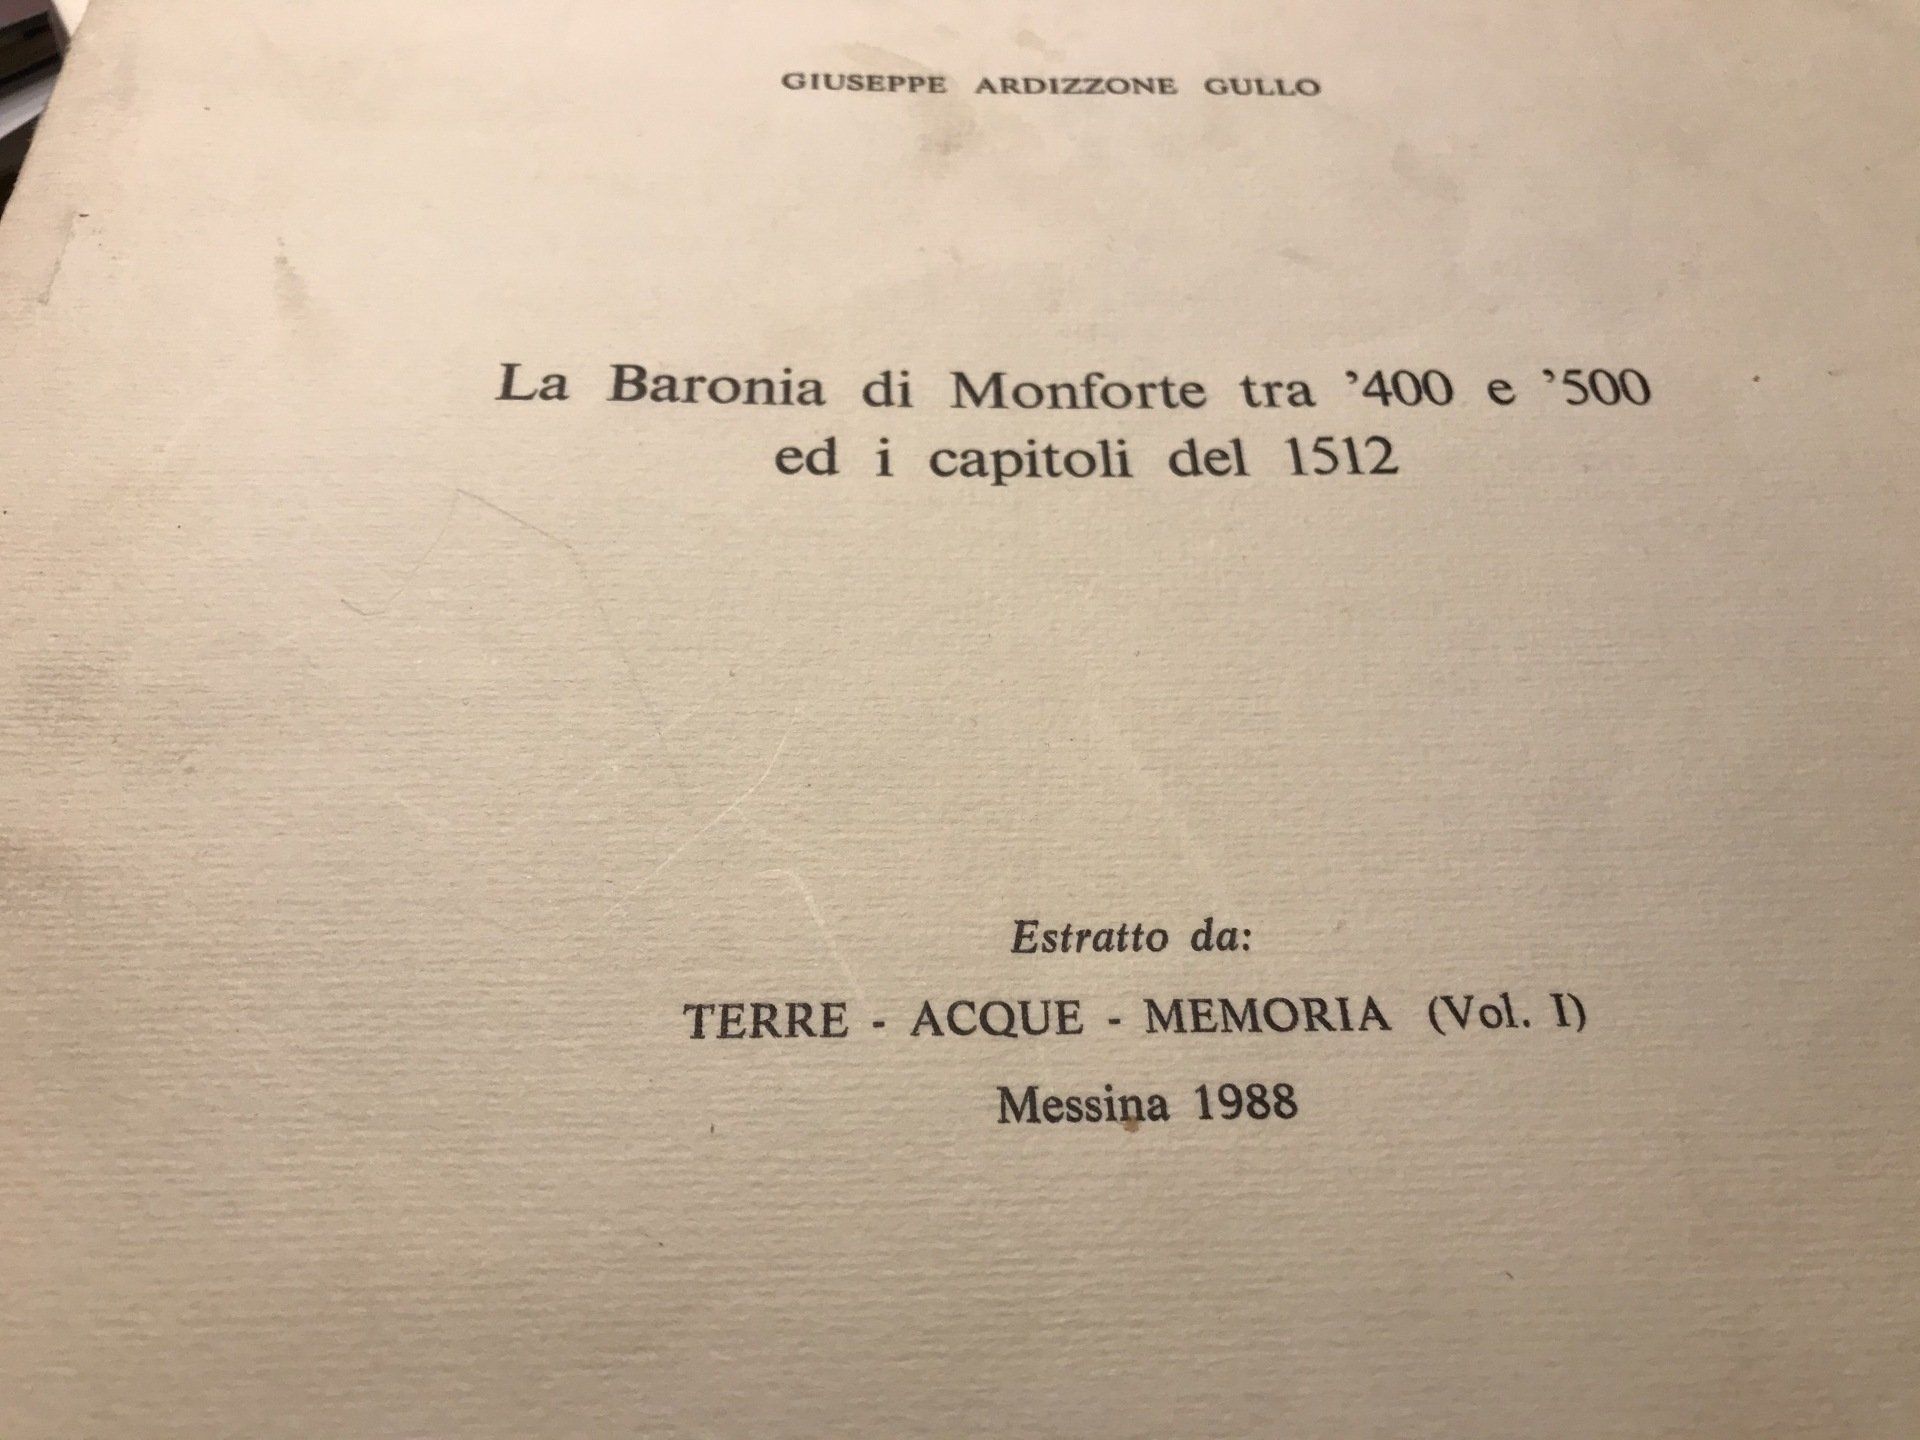 GIUSEPPE ARDIZZONE GULLO
La Baronia di Monforte tra ’400 e ’500
ed i capitoli del 1512
Estratto da:
TERRE - ACQUE - MEMORIA (Vol. I)
Messina 1988